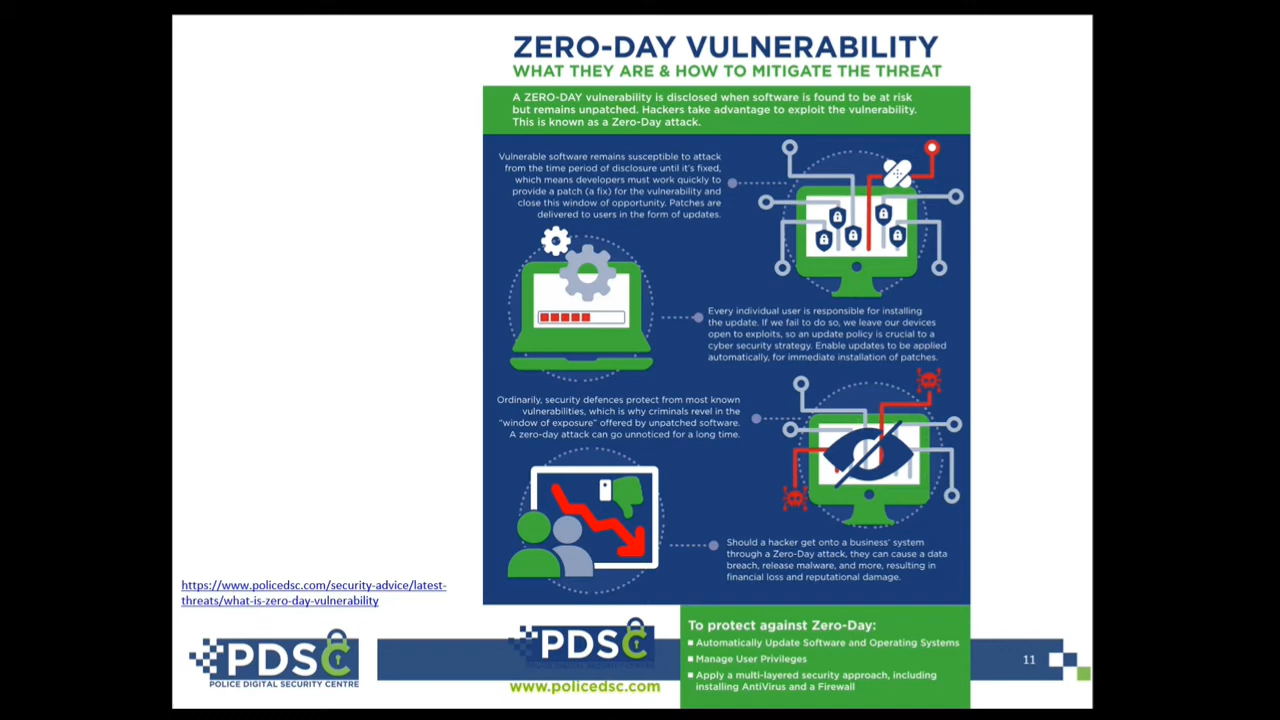 ZERO-DAY VULNERABILITY
WHAT THEY ARE & HOW TO MITIGATE THE THREAT
A ZERO-DAY vulnerability is disclosed when software is found to be at risk
but remains unpatched. Hackers take advantage to exploit the vulnerability.
This is known as a Zero-Day attack.
Vulnerable software remains susceptible to attack
from the time period of disclosure until it's fixed,
which means developers must work quickly to
provide a patch (a fix) for the vulnerability and
close this window of opportunity. Patches are
delivered to users in the form of updates.
Every individual user is responsible for installing
the update. If we fail to do so, we leave our devices
open to exploits, so an update policy is crucial to a
cyber security strategy. Enable updates to be applied
automatically, for immediate installation of patches.
Ordinarily, security defences protect from most known
vulnerabilities, which is why criminals revel in the
"window of exposure" offered by unpatched software.
A zero-day attack can go unnoticed for a long time.
Should a hacker get onto a business' system
through a Zero-Day attack, they can cause a data
breach, release malware, and more, resulting in
financial loss and reputational damage.
https://www.policedsc.com/security-advice/latest-
threats/what-is-zero-day-vulnerability
PDSC
POLICE DIGITAL SECURITY CENTRE
PDSC
POLICE DIGITAL SECURITY CENTRE
www.policedsc.com
To protect against Zero-Day:
■ Automatically Update Software and Operating Systems
■ Manage User Privileges
■ Apply a multi-layered security approach, including
installing AntiVirus and a Firewall
11